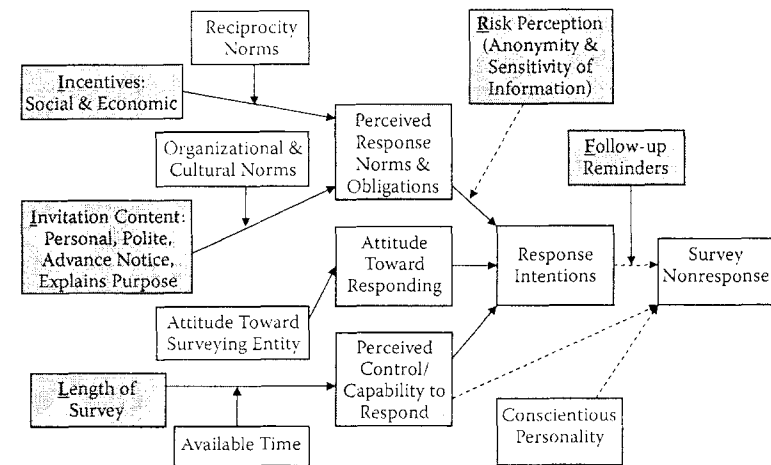 Reciprocity
Norms
Risk Perception
(Anonymity &
Sensitivity of
Information)
Incentives:
Social & Economic
Perceived
Response
Norms &
Obligations
Organizational &
Cultural Norms
Follow-up
Reminders
Invitation Content:
Personal, Polite,
Advance Notice,
Explains Purpose
Attitude
Toward
Responding
Response
Intentions
Survey
Nonresponse
Attitude Toward
Surveying Entity
Perceived
Control/
Capability to
Respond
Length of
Survey
Conscientious
Personality
Available Time